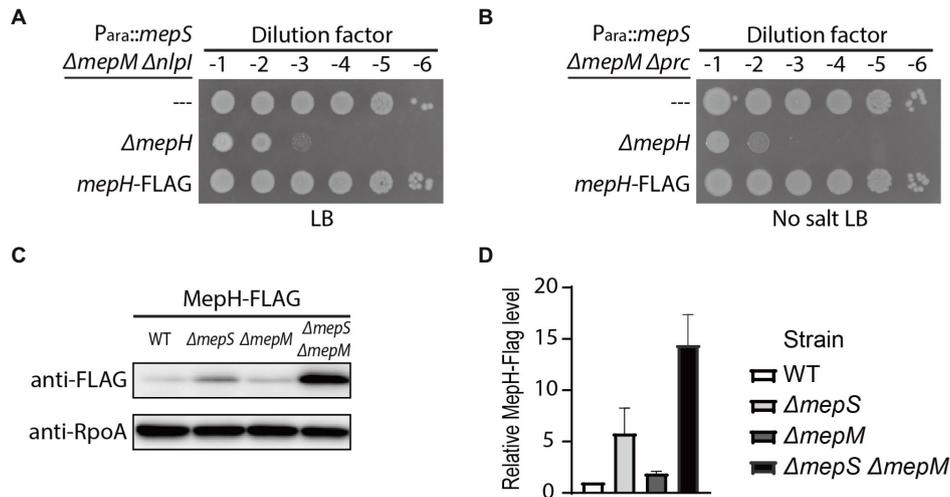 A
Para::mepS
ΔmepM ΔnlpI
Dilution factor
-1 -2 -3 -4 -5 -6
---
ΔmepH
mepH-FLAG
LB
B
Para::mepS
ΔmepM Δprc
Dilution factor
-1 -2 -3 -4 -5 -6
---
ΔmepH
mepH-FLAG
No salt LB
C
MepH-FLAG
WT ΔmepS ΔmepM ΔmepS
ΔmepM
anti-FLAG
anti-RpoA
D
Relative MepH-Flag level
20
15
10
5
0
Strain
WT
ΔmepS
ΔmepM
ΔmepS ΔmepM